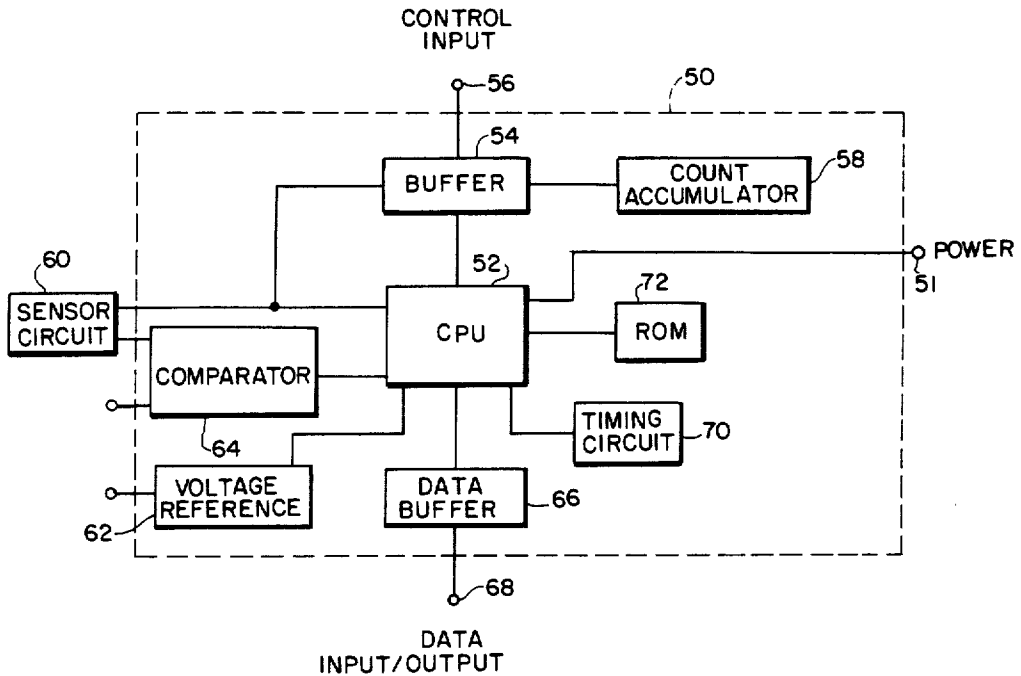 CONTROL
INPUT
56
50
54
BUFFER
58
COUNT
ACCUMULATOR
60
SENSOR
CIRCUIT
52
CPU
POWER
51
72
ROM
COMPARATOR
64
TIMING
CIRCUIT
70
VOLTAGE
REFERENCE
62
DATA
BUFFER
66
68
DATA
INPUT/OUTPUT